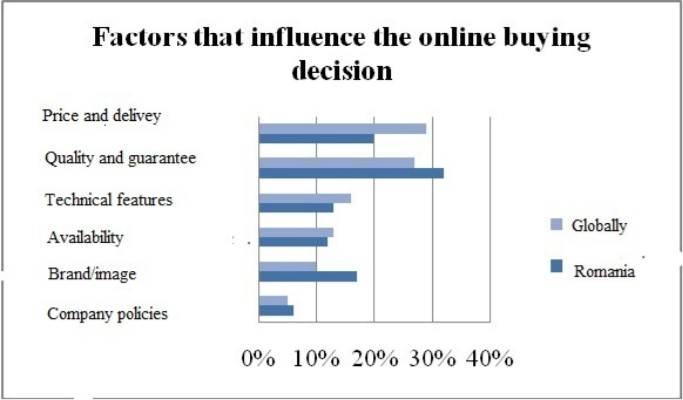 Factors that influence the online buying
decision
Price and delivey
Quality and guarantee
Technical features
Availability
Brand/image
Company policies
Globally
Romania
0% 10% 20% 30% 40%